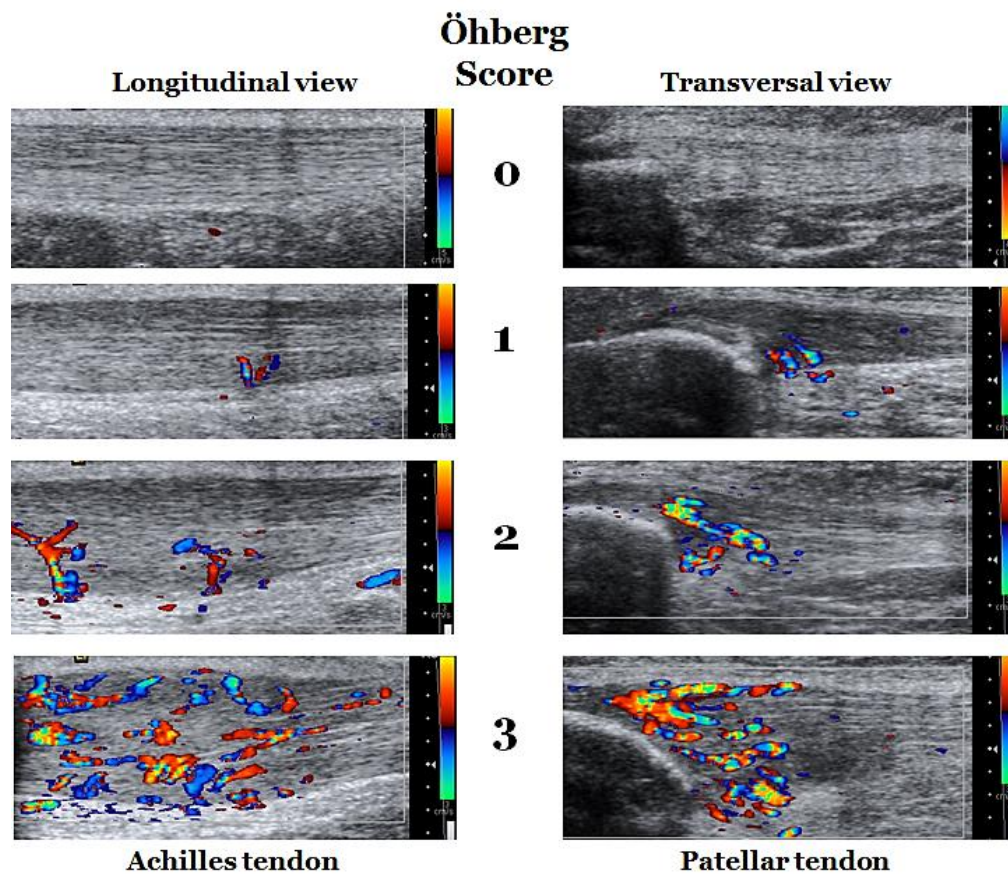 Öhberg
Score
Longitudinal view
Transversal view
0
1
2
3
Achilles tendon
Patellar tendon